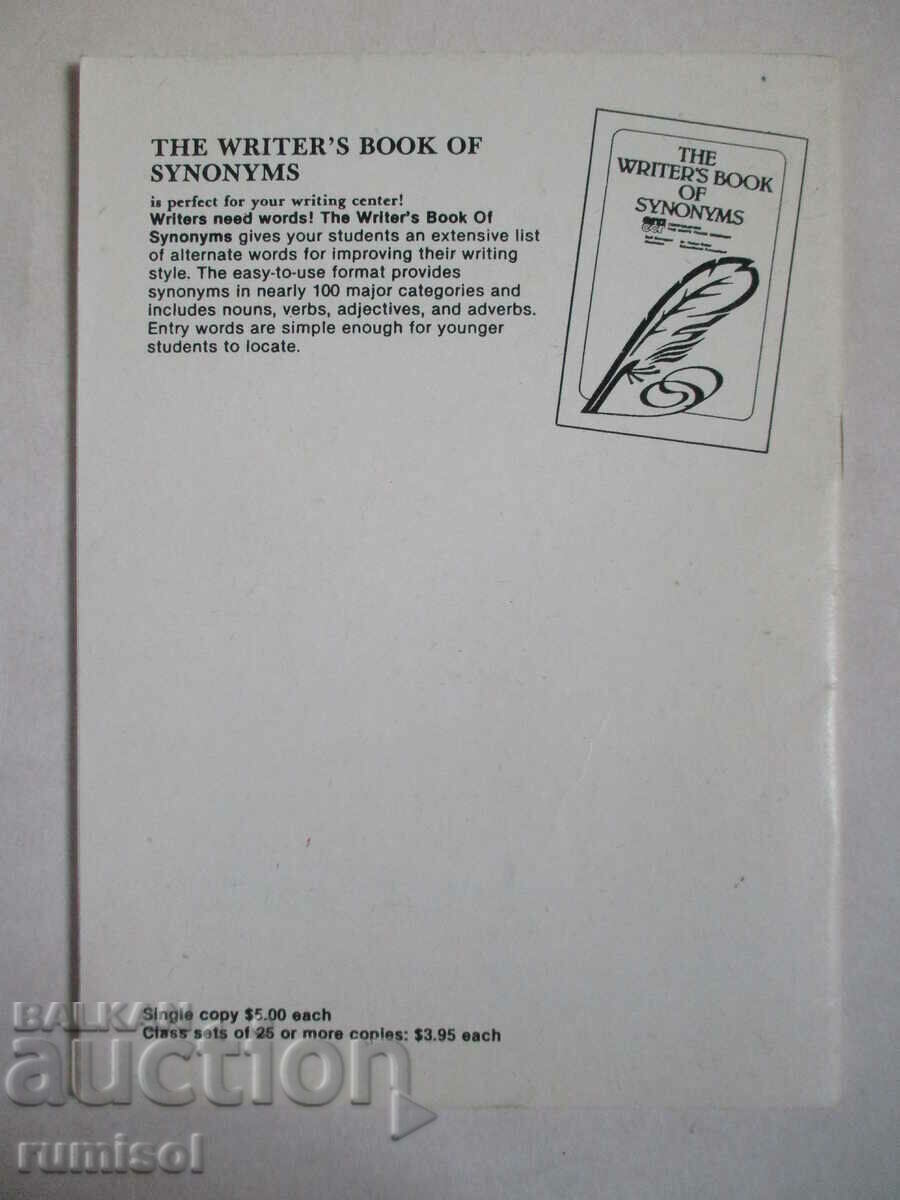 THE WRITER'S BOOK OF
SYNONYMS
is perfect for your writing center!
Writers need words! The Writer's Book Of
Synonyms gives your students an extensive list
of alternate words for improving their writing
style. The easy-to-use format provides
synonyms in nearly 100 major categories and
includes nouns, verbs, adjectives, and adverbs.
Entry words are simple enough for younger
students to locate.
THE
WRITER'S BOOK
OF
SYNONYMS
Single copy $5.00 each
Class sets of 25 or more copies: $3.95 each
BALKAN
auction
rumisol